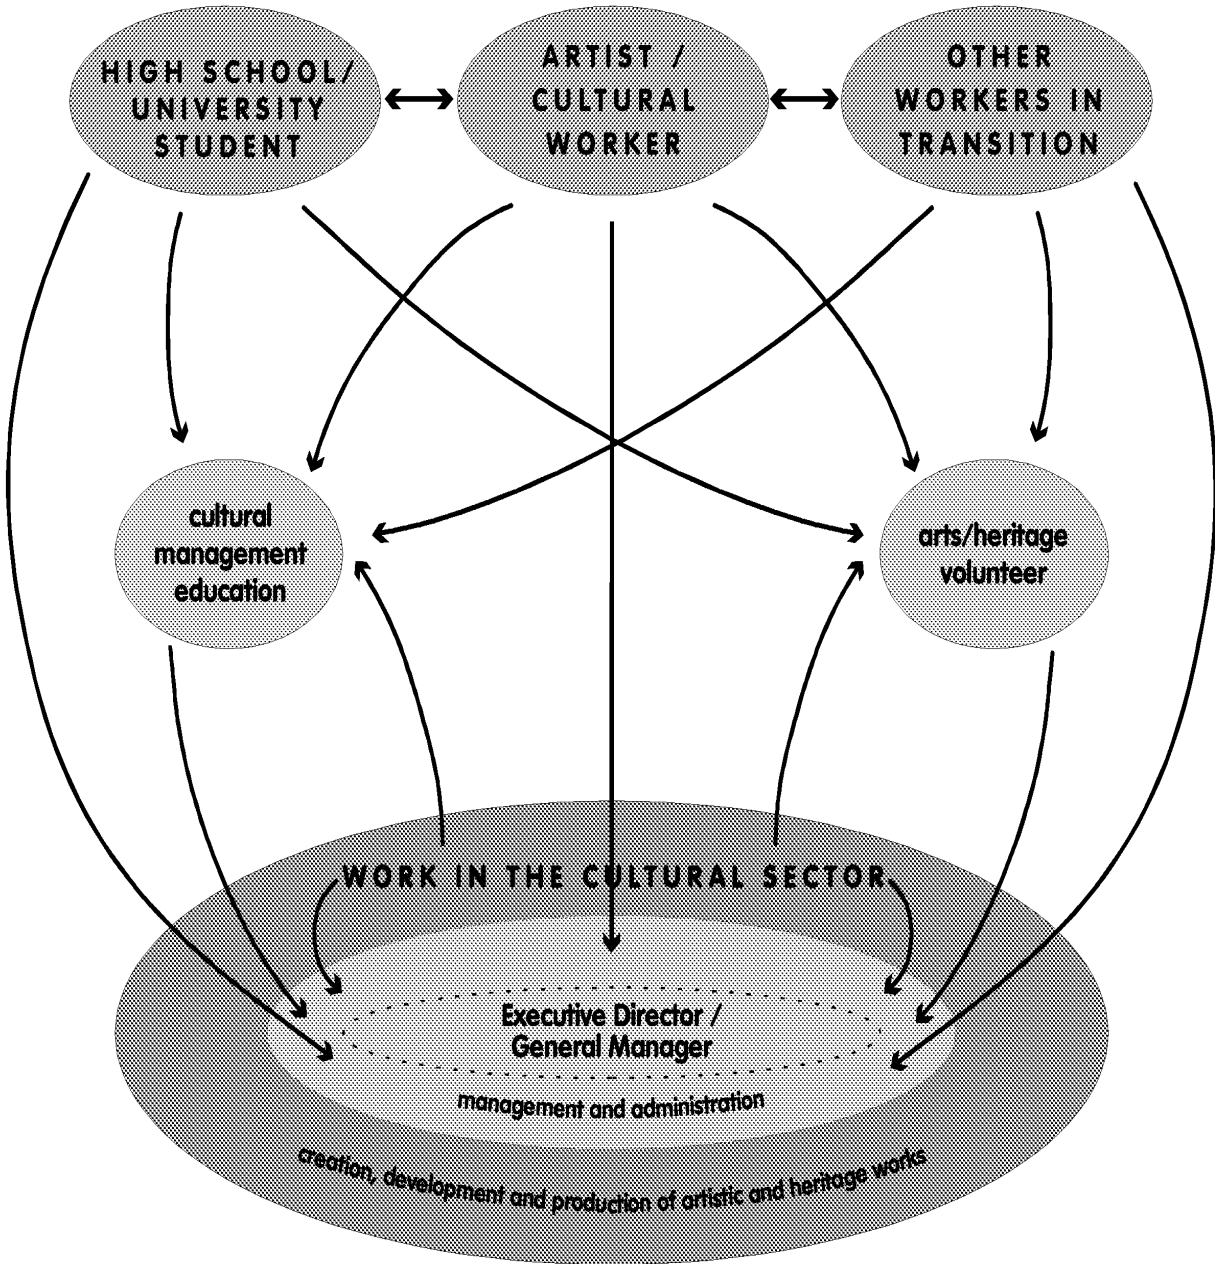 HIGH SCHOOL/
UNIVERSITY
STUDENT
ARTIST /
CULTURAL
WORKER
OTHER
WORKERS IN
TRANSITION
cultural
management
education
arts/heritage
volunteer
WORK IN THE CULTURAL SECTOR
Executive Director /
General Manager
management and administration
creation, development and production of artistic and heritage works